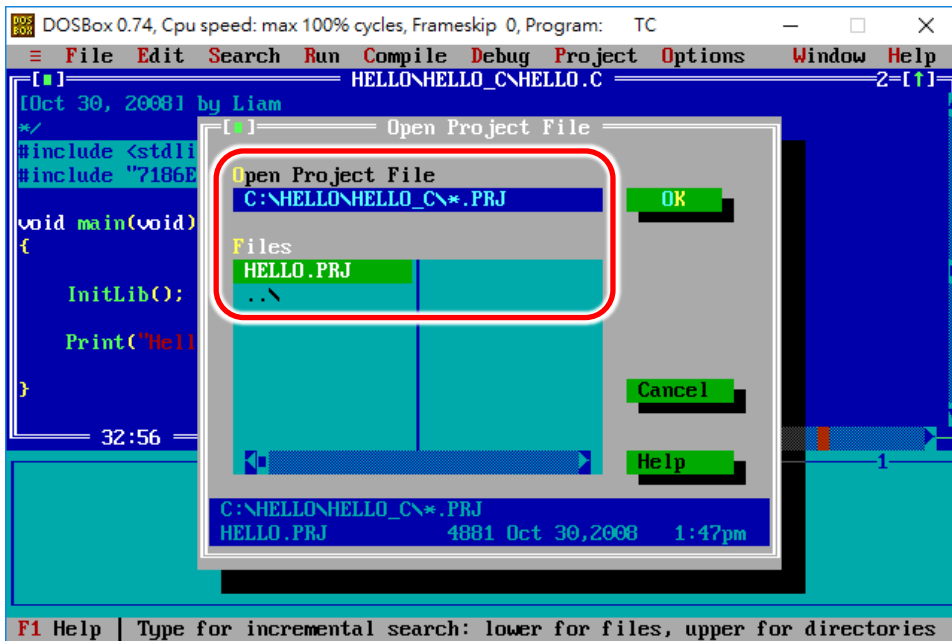 DOSBox 0.74, Cpu speed: max 100% cycles, Frameskip 0, Program: TC
≡ File Edit Search Run Compile Debug Project Options Window Help
HELLO\HELLO_C\HELLO.C 2=[↑]
[Oct 30, 2008] by Liam
*/
Open Project File
#include <stdli
#include "7186E
Open Project File
C:\HELLO\HELLO_C\*.PRJ
OK
void main(void)
{
Files
HELLO.PRJ
..\
InitLib();
Print("Hell
}
Cancel
32:56
Help
1
C:\HELLO\HELLO_C\*.PRJ
HELLO.PRJ 4881 Oct 30,2008 1:47pm
F1 Help | Type for incremental search: lower for files, upper for directories